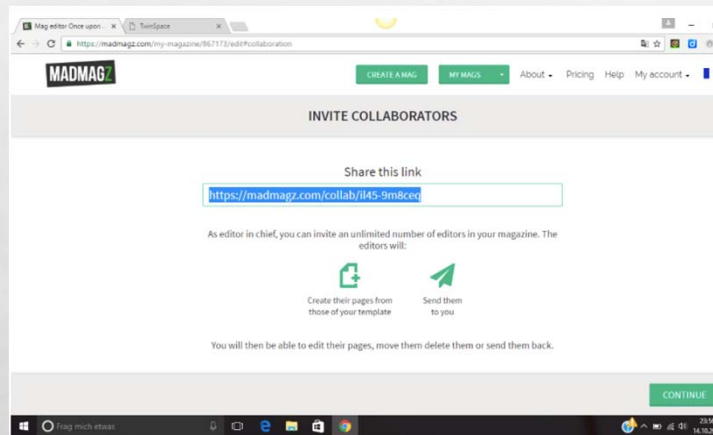 Mag editor Once upon...
TwinSpace
https://madmagz.com/my-magazine/867173/edit#collaboration
MADMAGZ
CREATE A MAG
MY MAGS
About
Pricing
Help
My account
INVITE COLLABORATORS
Share this link
https://madmagz.com/collab/il45-9m8ceq
As editor in chief, you can invite an unlimited number of editors in your magazine. The
editors will:
Create their pages from
those of your template
Send them
to you
You will then be able to edit their pages, move them delete them or send them back.
CONTINUE
Frag mich etwas